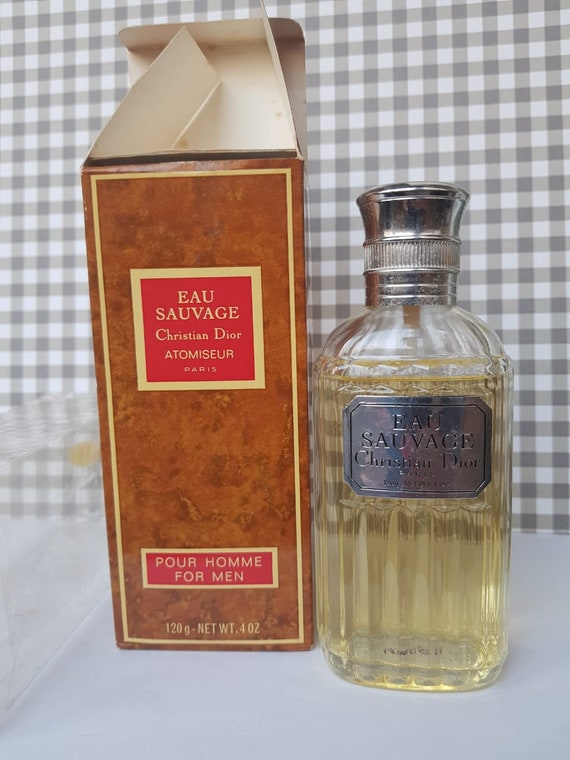 EAU
SAUVAGE
Christian Dior
ATOMISEUR
PARIS
POUR HOMME
FOR MEN
120 g - NET WT. 4 OZ
EAU
SAUVAGE
Christian Dior
PARIS